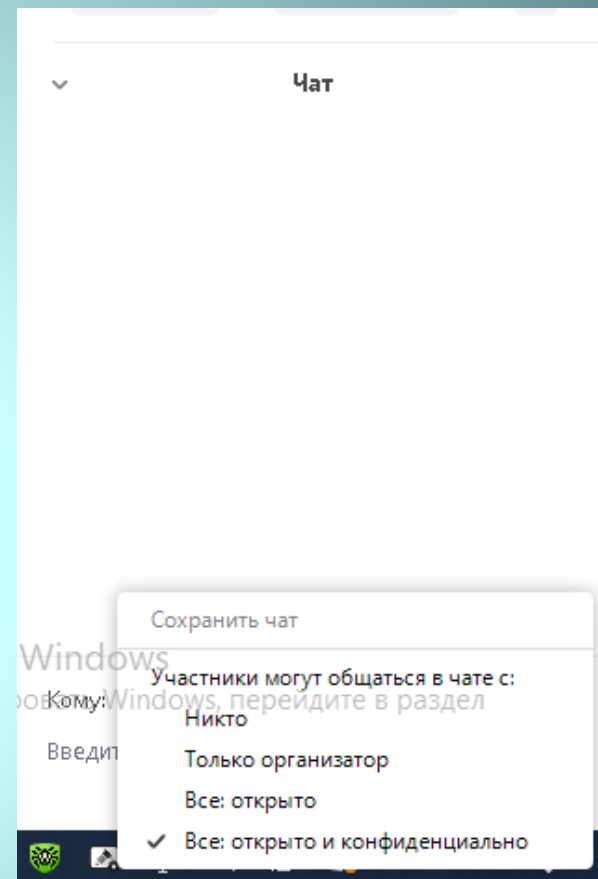 Чат
Сохранить чат
Windows
Участники могут общаться в чате с:
Кому: Windows, перейдите в раздел
Никто
Введит
Только организатор
Все: открыто
✓ Все: открыто и конфиденциально